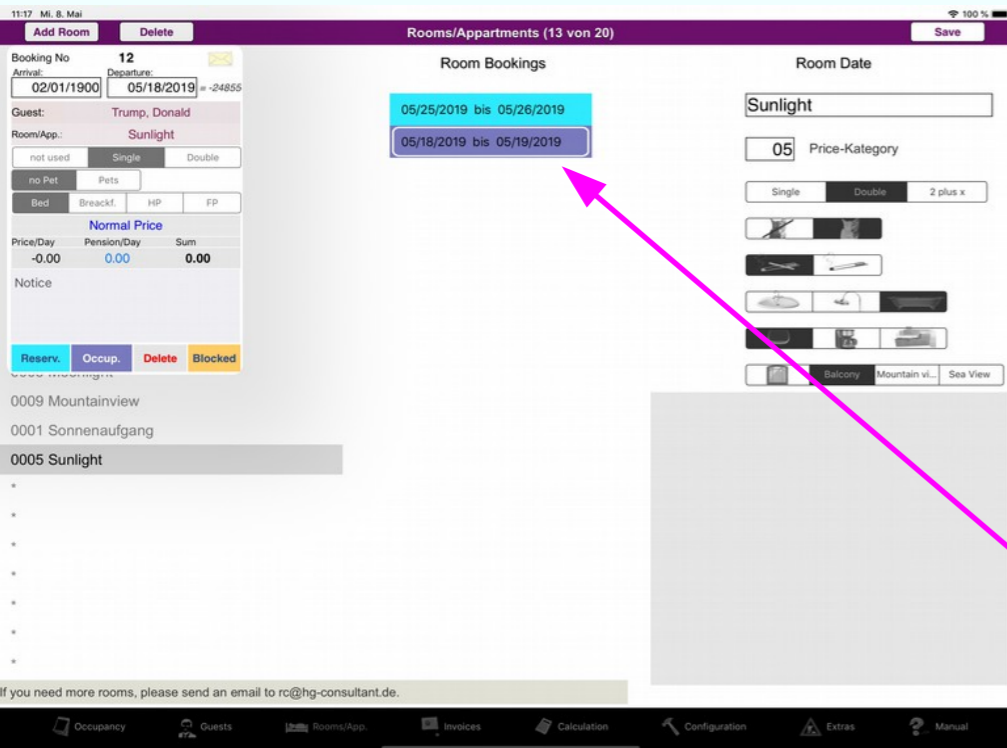 11:17 Mi. 8. Mai
100 %
Add Room
Delete
Rooms/Appartments (13 von 20)
Save
Booking No 12
Arrival: Departure:
02/01/1900 05/18/2019 = -24855
Guest: Trump, Donald
Room/App.: Sunlight
not used Single Double
no Pet Pets
Bed Breackf. HP FP
Normal Price
Price/Day Pension/Day Sum
-0.00 0.00 0.00
Notice
Reserv. Occup. Delete Blocked
0009 Mountainview
0001 Sonnenaufgang
0005 Sunlight
*
*
*
*
*
*
*
If you need more rooms, please send an email to rc@hg-consultant.de.
Room Bookings
05/25/2019 bis 05/26/2019
05/18/2019 bis 05/19/2019
Room Date
Sunlight
05 Price-Kategory
Single Double 2 plus x
Balcony Mountain vi... Sea View
Occupancy Guests Rooms/App. Invoices Calculation Configuration Extras Manual